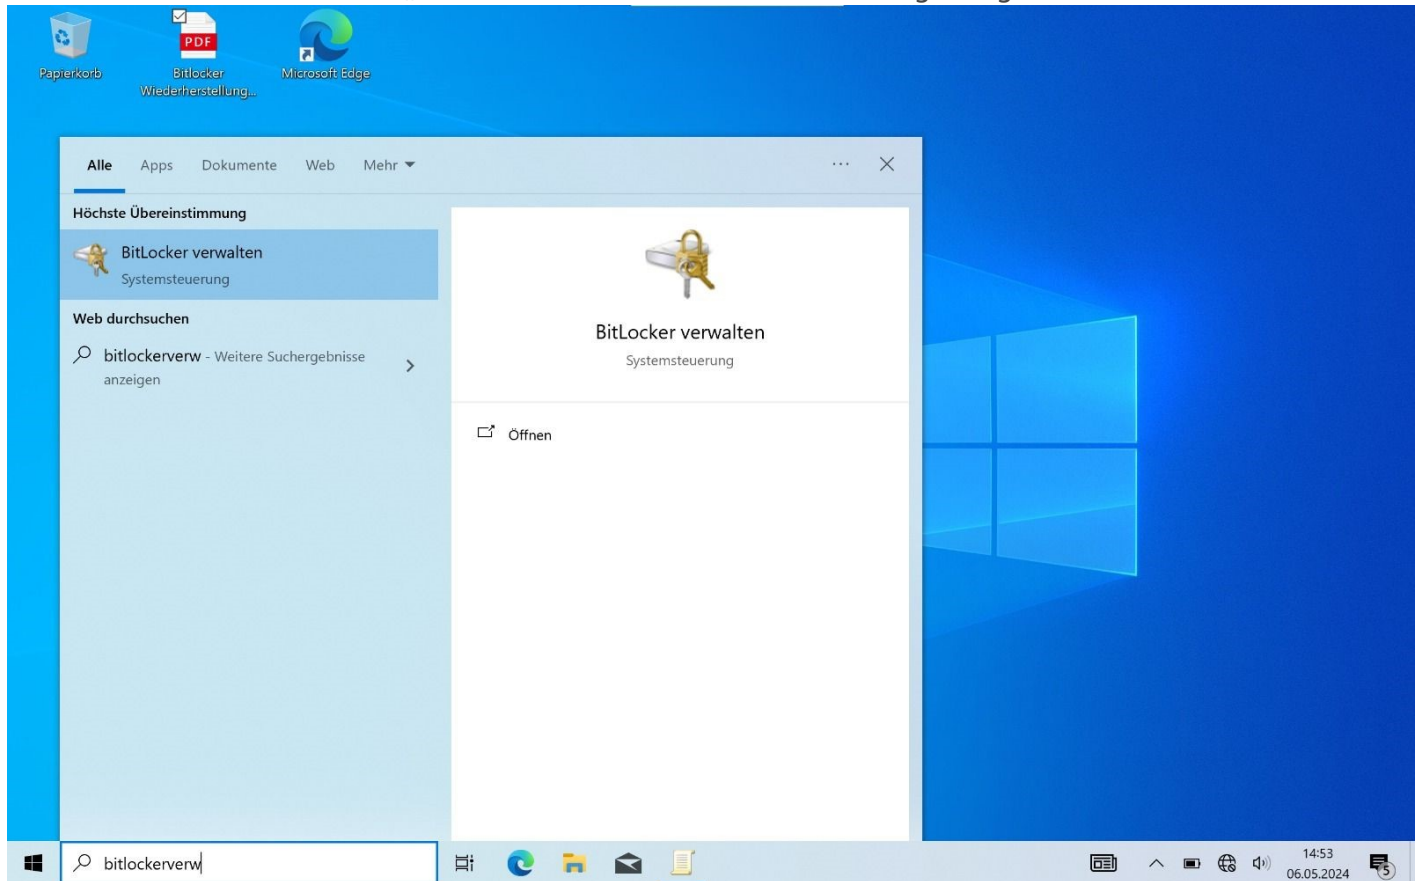 PDF
Papierkorb
Bitlocker
Wiederherstellung...
Microsoft Edge
Alle Apps Dokumente Web Mehr
Höchste Übereinstimmung
BitLocker verwalten
Systemsteuerung
Web durchsuchen
bitlockerverw - Weitere Suchergebnisse
anzeigen
BitLocker verwalten
Systemsteuerung
Öffnen
bitlockerverw
14:53
06.05.2024
5